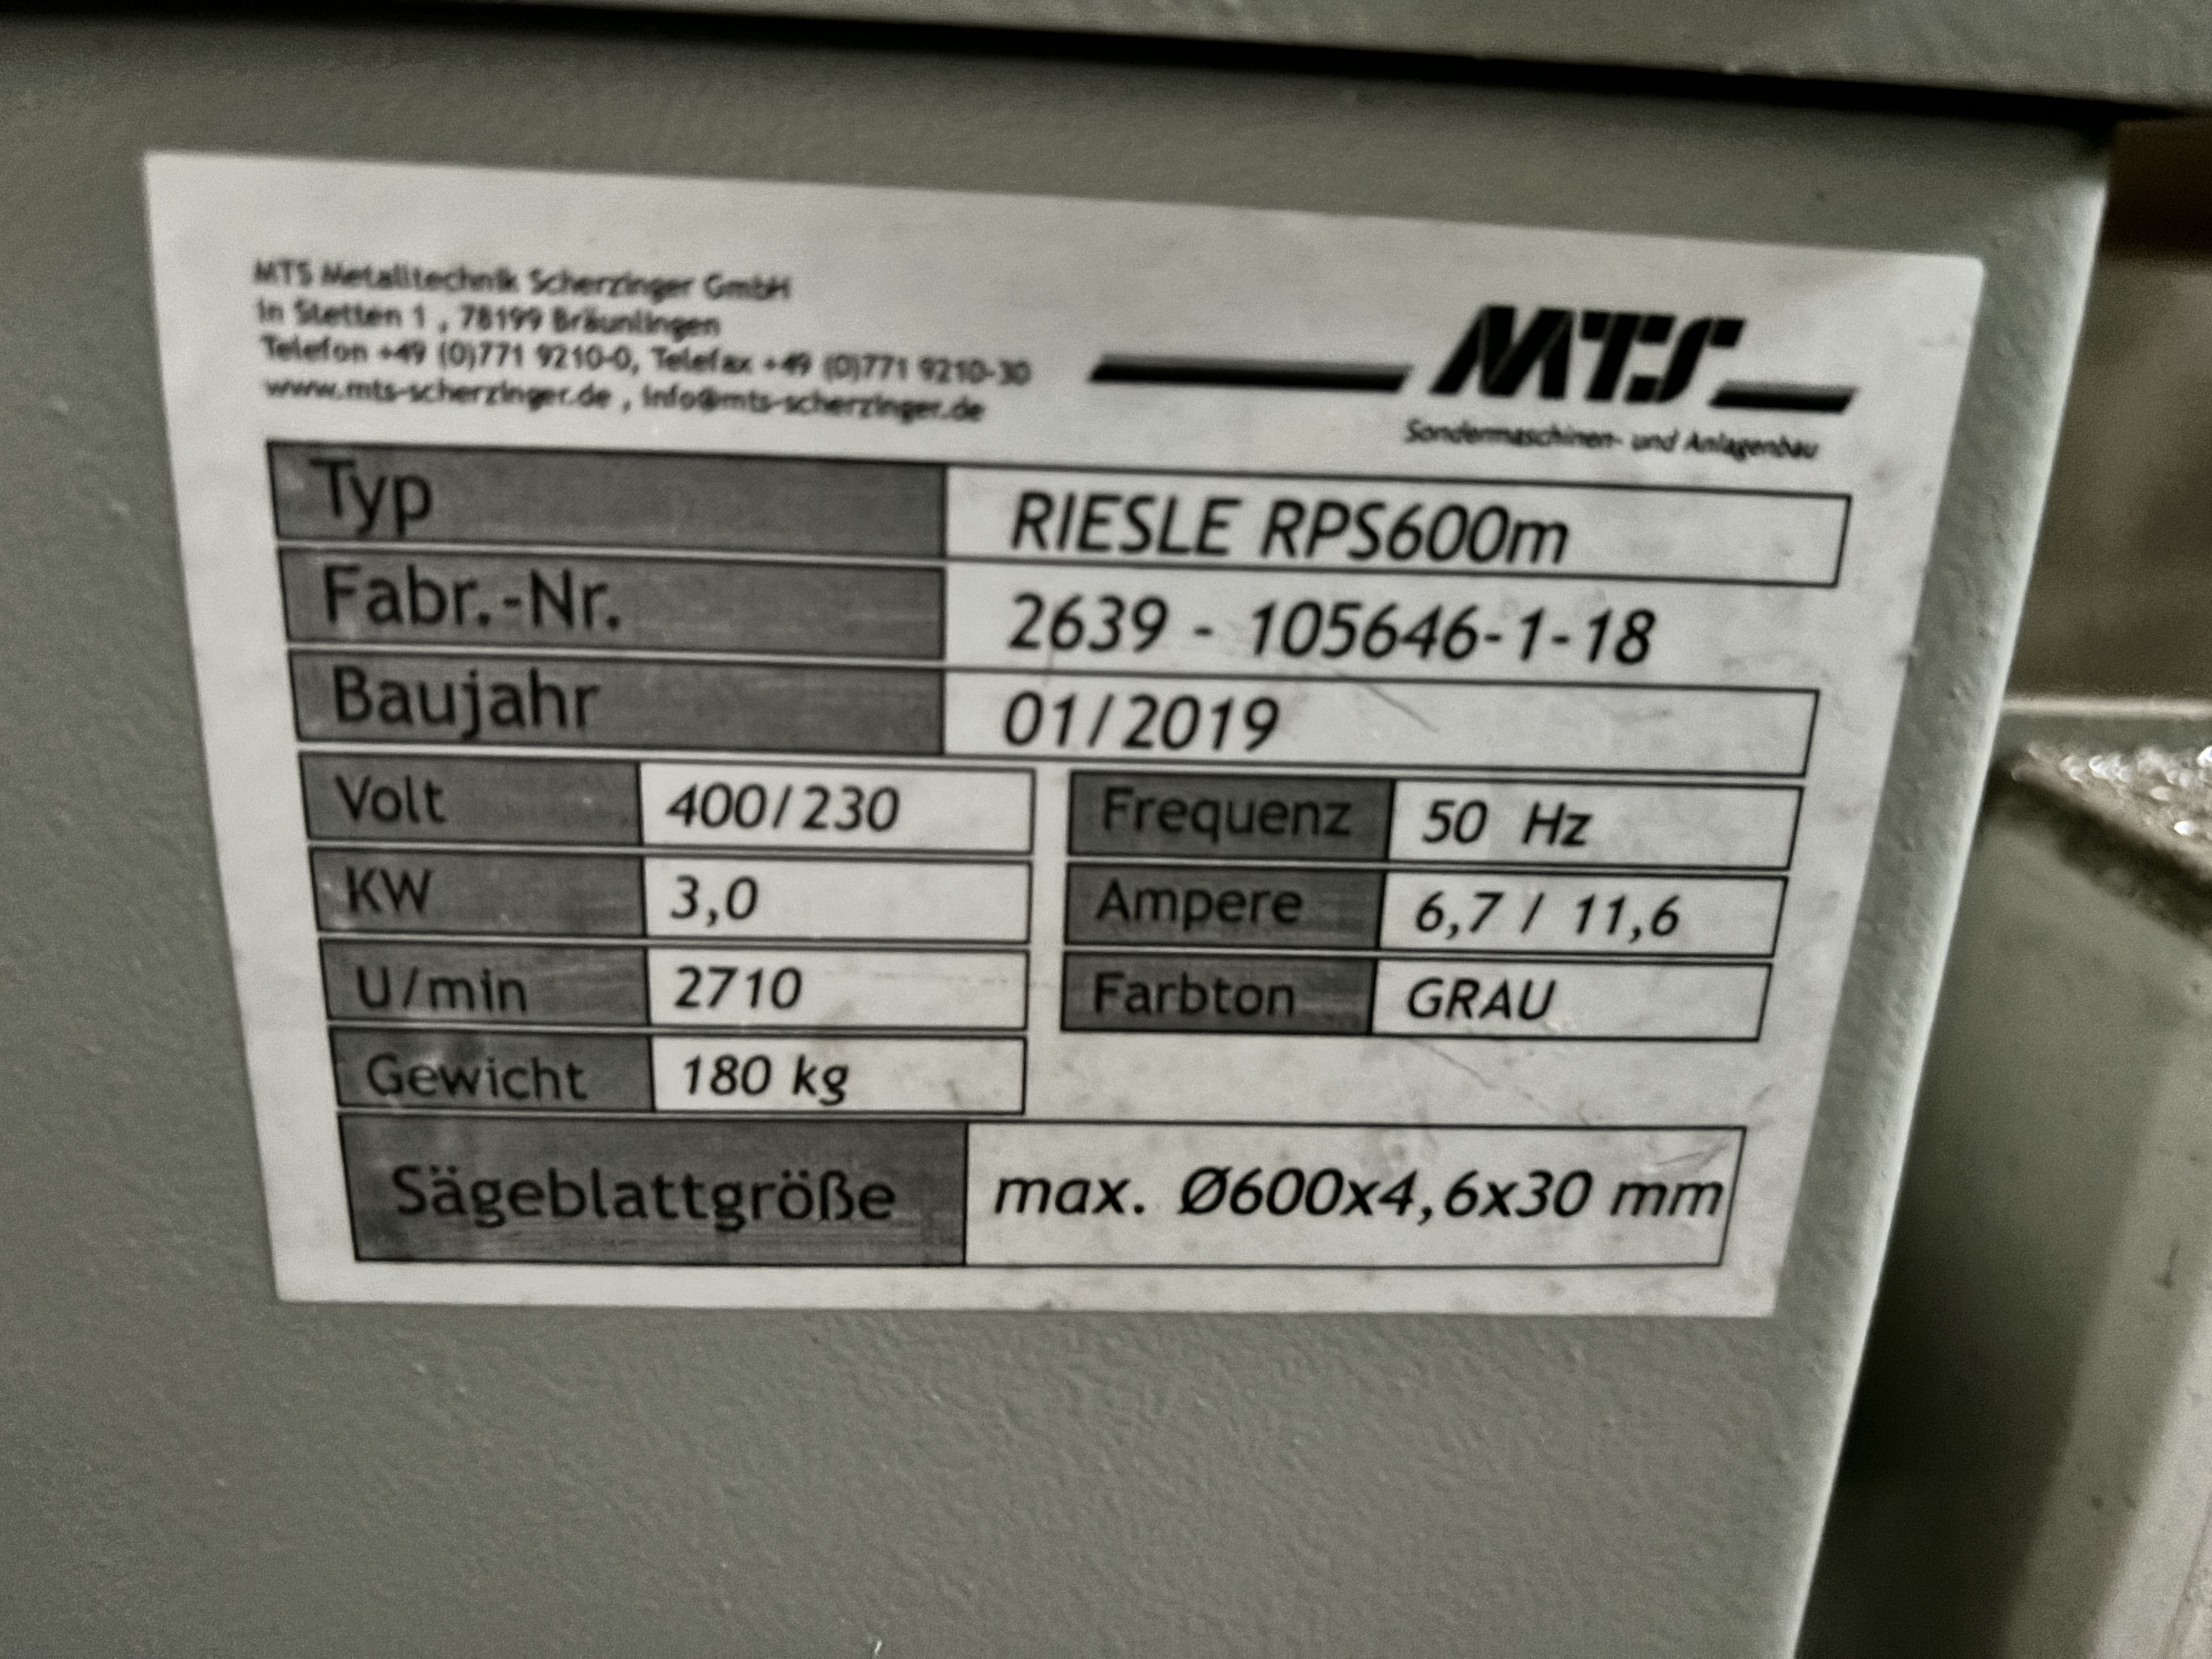 MTS Metalltechnik Scherzinger GmbH
In Stetten 1 , 78199 Bräunlingen
Telefon +49 (0)771 9210-0, Telefax +49 (0)771 9210-30
www.mts-scherzinger.de , info@mts-scherzinger.de
MTS
Sondermaschinen- und Anlagenbau
Typ RIESLE RPS600m
Fabr.-Nr. 2639 - 105646-1-18
Baujahr 01/2019
Volt 400/230 Frequenz 50 Hz
KW 3,0 Ampere 6,7 / 11,6
U/min 2710 Farbton GRAU
Gewicht 180 kg
Sägeblattgröße max. Ø600x4,6x30 mm